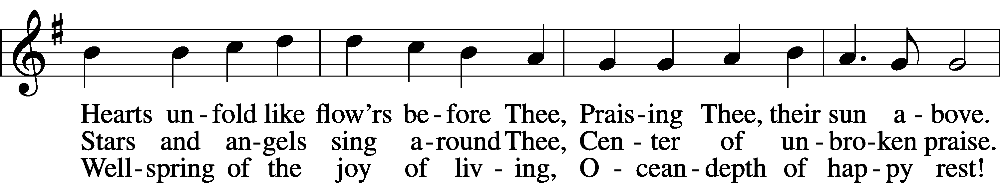 Hearts un - fold like flow’rs be - fore Thee, Prais - ing Thee, their sun a - bove.
Stars and an - gels sing a - round Thee, Cen - ter of un - bro - ken praise.
Well - spring of the joy of liv - ing, O - cean - depth of hap - py rest!